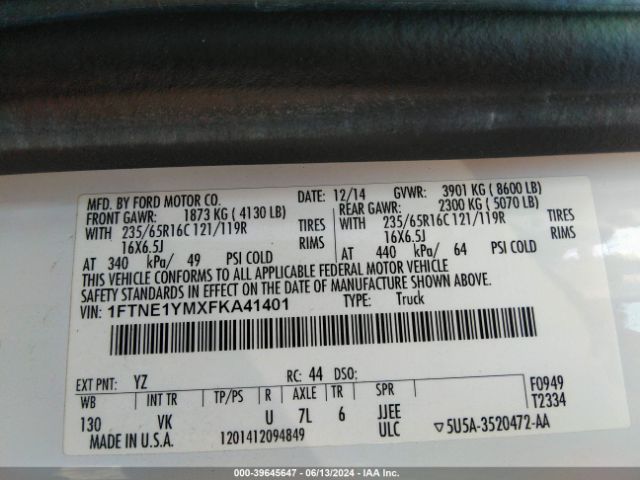 MFD. BY FORD MOTOR CO.
DATE: 12/14 GVWR: 3901 KG ( 8600 LB)
FRONT GAWR: 1873 KG ( 4130 LB) REAR GAWR: 2300 KG ( 5070 LB)
WITH 235/65R16C 121/119R TIRES WITH 235/65R16C 121/119R TIRES
16X6.5J RIMS 16X6.5J RIMS
AT 340 kPa/ 49 PSI COLD AT 440 kPa/ 64 PSI COLD
THIS VEHICLE CONFORMS TO ALL APPLICABLE FEDERAL MOTOR VEHICLE
SAFETY STANDARDS IN EFFECT ON THE DATE OF MANUFACTURE SHOWN ABOVE.
VIN: 1FTNE1YMXFKA41401 TYPE: Truck
EXT PNT: YZ RC: 44 DSO:
WB INT TR TP/PS R AXLE TR SPR F0949
130 VK U 7L 6 JJEE T2334
MADE IN U.S.A. 1201412094849 ULC ▽5U5A-3520472-AA
000-39645647 - 06/13/2024 - IAA Inc.